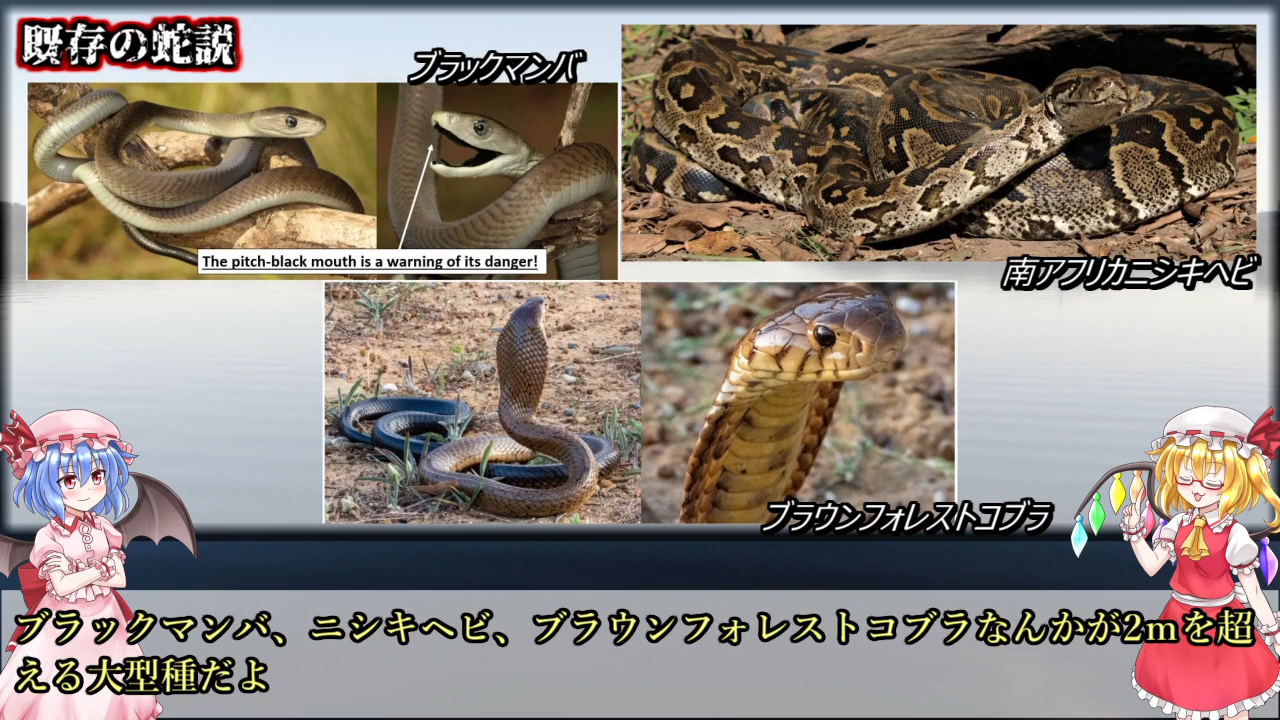 既存の蛇説
ブラックマンバ
The pitch-black mouth is a warning of its danger!
南アフリカニシキヘビ
ブラウンフォレストコブラ
ブラックマンバ、ニシキヘビ、ブラウンフォレストコブラなんかが2mを超
える大型種だよ